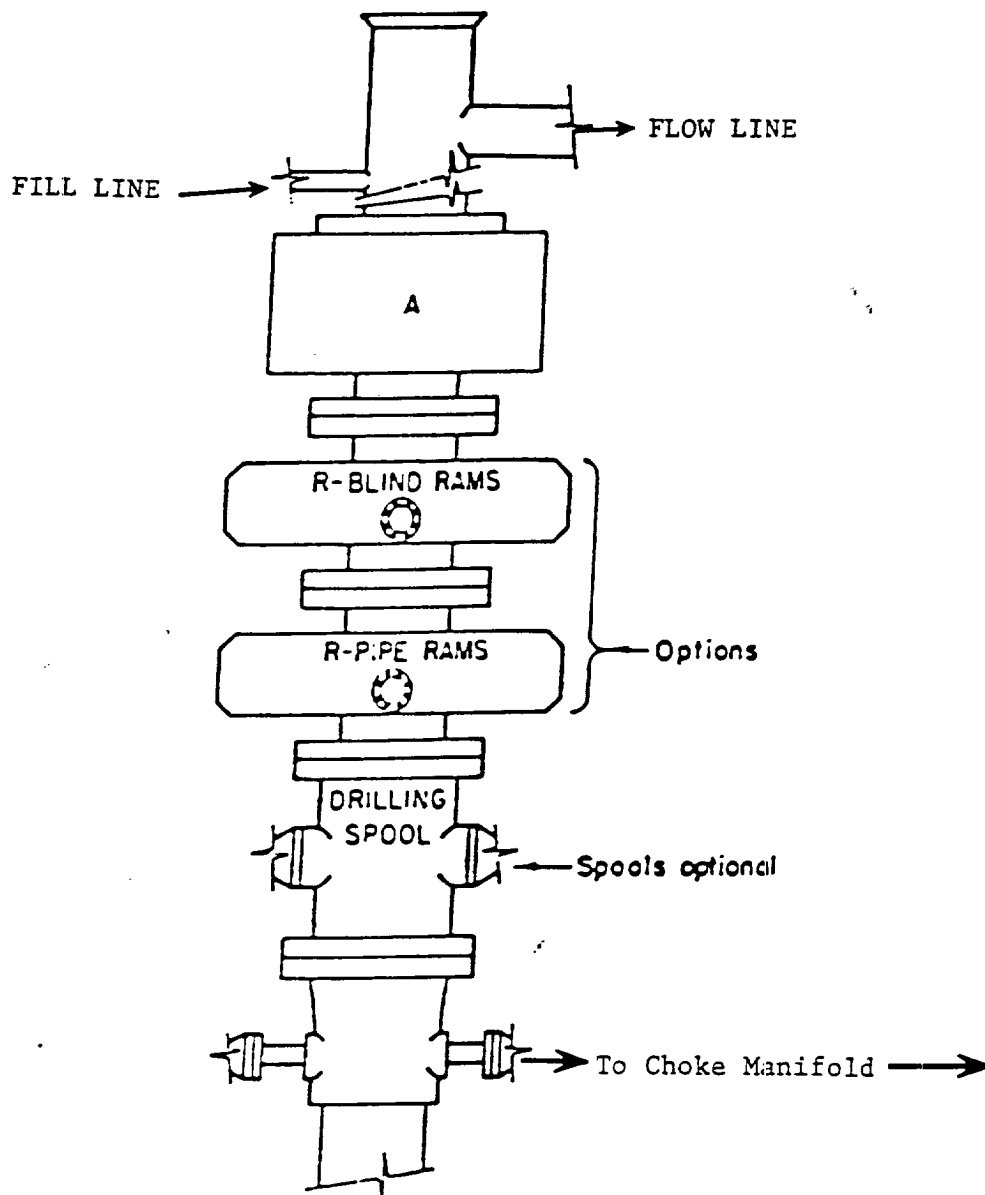 FLOW LINE
FILL LINE
A
R-BLIND RAMS
R-PIPE RAMS
Options
DRILLING
SPOOL
Spools optional
To Choke Manifold